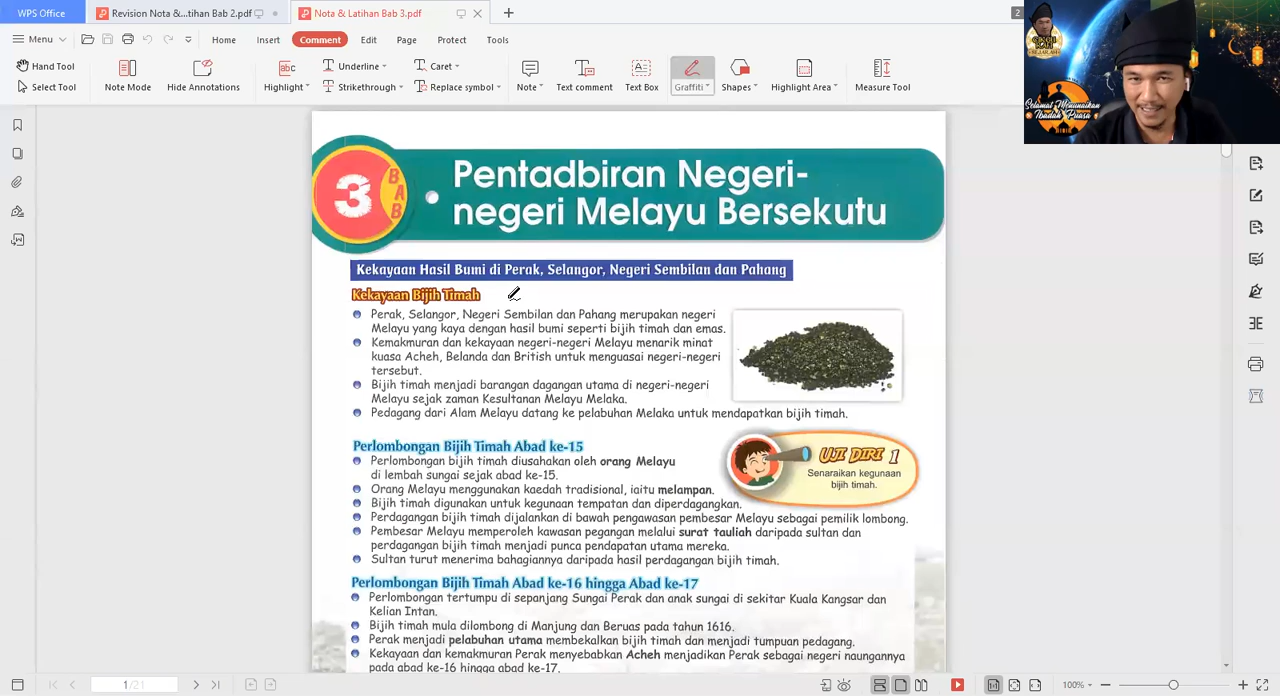 WPS Office
Revision Nota &...tihan Bab 2.pdf
Nota & Latihan Bab 3.pdf
2
Menu
Home
Insert
Comment
Edit
Page
Protect
Tools
Hand Tool
Select Tool
Note Mode
Hide Annotations
abc
Highlight
Underline
Strikethrough
Caret
Replace symbol
Note
Text comment
Text Box
Graffiti
Shapes
Highlight Area
Measure Tool
Selamat Menunaikan
Ibadah Puasa
3
BAB
Pentadbiran Negeri-
negeri Melayu Bersekutu
Kekayaan Hasil Bumi di Perak, Selangor, Negeri Sembilan dan Pahang
Kekayaan Bijih Timah
Perak, Selangor, Negeri Sembilan dan Pahang merupakan negeri
Melayu yang kaya dengan hasil bumi seperti bijih timah dan emas.
Kemakmuran dan kekayaan negeri-negeri Melayu menarik minat
kuasa Acheh, Belanda dan British untuk menguasai negeri-negeri
tersebut.
Bijih timah menjadi barangan dagangan utama di negeri-negeri
Melayu sejak zaman Kesultanan Melayu Melaka.
Pedagang dari Alam Melayu datang ke pelabuhan Melaka untuk mendapatkan bijih timah.
Perlombongan Bijih Timah Abad ke-15
Perlombongan bijih timah diusahakan oleh orang Melayu
di lembah sungai sejak abad ke-15.
Orang Melayu menggunakan kaedah tradisional, iaitu melampan.
Bijih timah digunakan untuk kegunaan tempatan dan diperdagangkan.
Perdagangan bijih timah dijalankan di bawah pengawasan pembesar Melayu sebagai pemilik lombong.
Pembesar Melayu memperoleh kawasan pegangan melalui surat tauliah daripada sultan dan
perdagangan bijih timah menjadi punca pendapatan utama mereka.
Sultan turut menerima bahagiannya daripada hasil perdagangan bijih timah.
UJI DIRI 1
Senaraikan kegunaan
bijih timah.
Perlombongan Bijih Timah Abad ke-16 hingga Abad ke-17
Perlombongan tertumpu di sepanjang Sungai Perak dan anak sungai di sekitar Kuala Kangsar dan
Kelian Intan.
Bijih timah mula dilombong di Manjung dan Beruas pada tahun 1616.
Perak menjadi pelabuhan utama membekalkan bijih timah dan menjadi tumpuan pedagang.
Kekayaan dan kemakmuran Perak menyebabkan Acheh menjadikan Perak sebagai negeri naungannya
pada abad ke-16 hingga abad ke-17.
1/21
100%